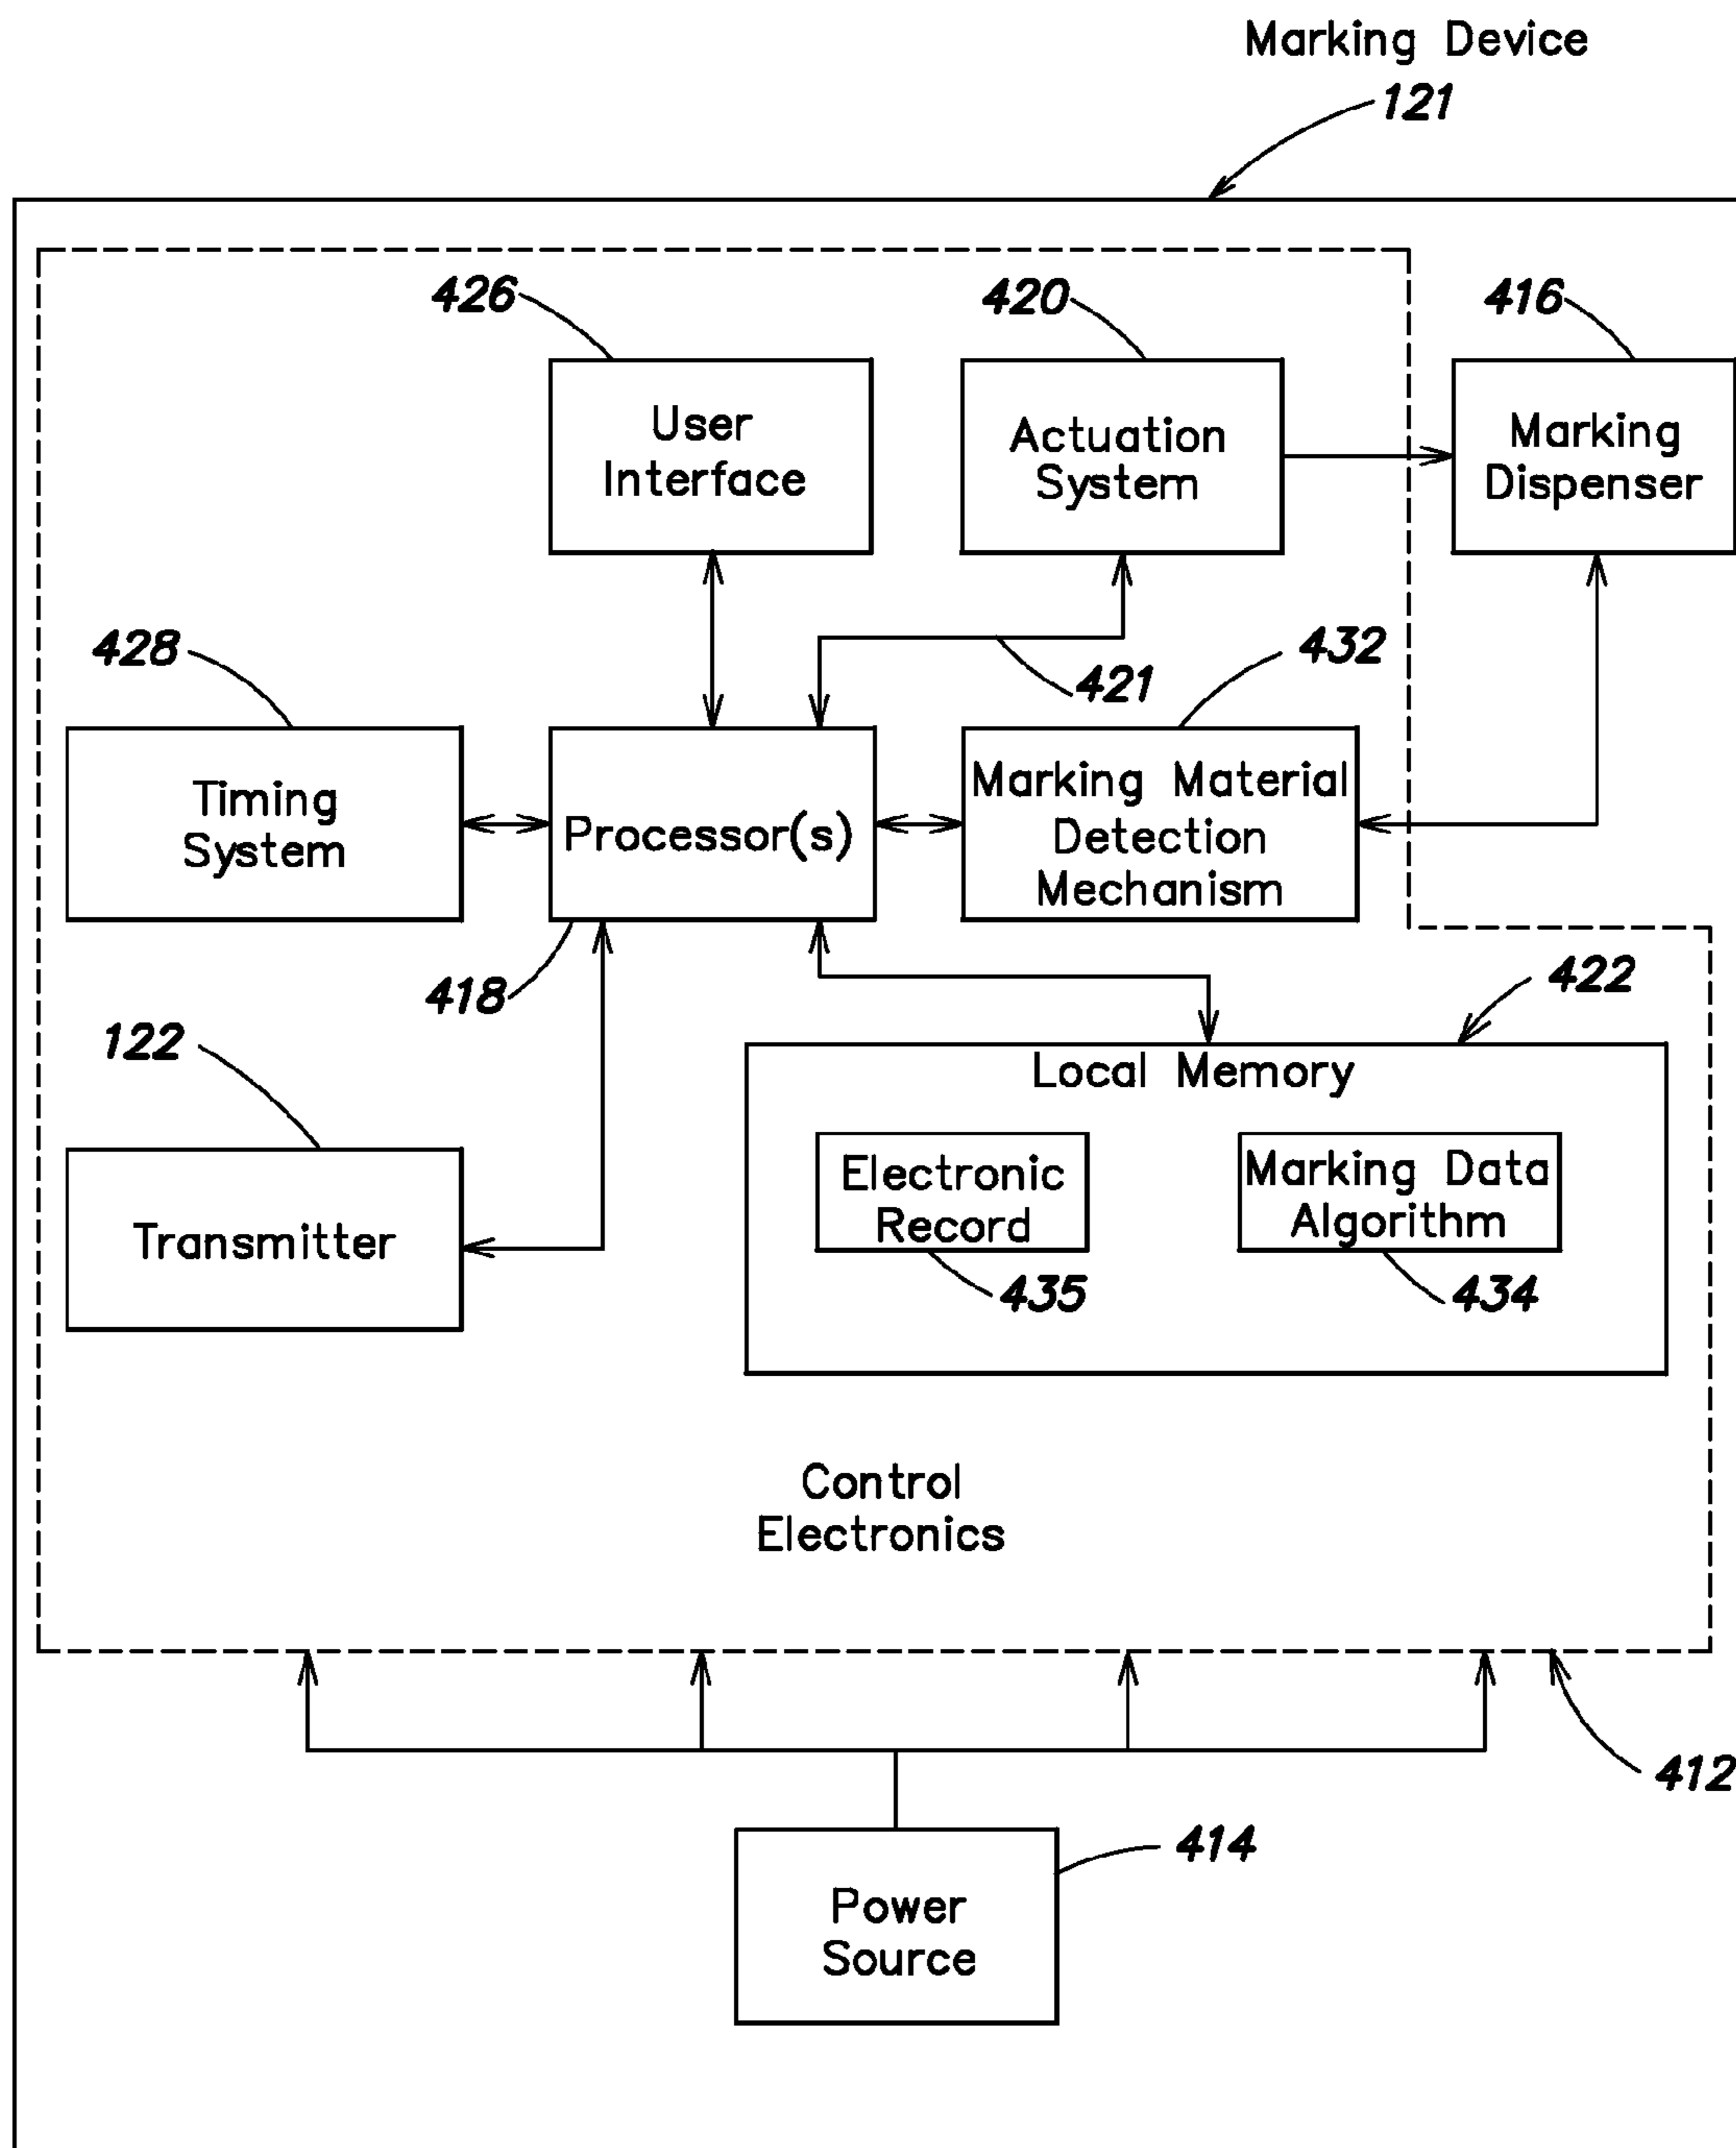 Marking Device
121
426
420
416
User
Interface
Actuation
System
Marking
Dispenser
428
421
432
Timing
System
Processor(s)
Marking Material
Detection
Mechanism
418
422
122
Local Memory
Transmitter
Electronic
Record
Marking Data
Algorithm
435
434
Control
Electronics
412
414
Power
Source